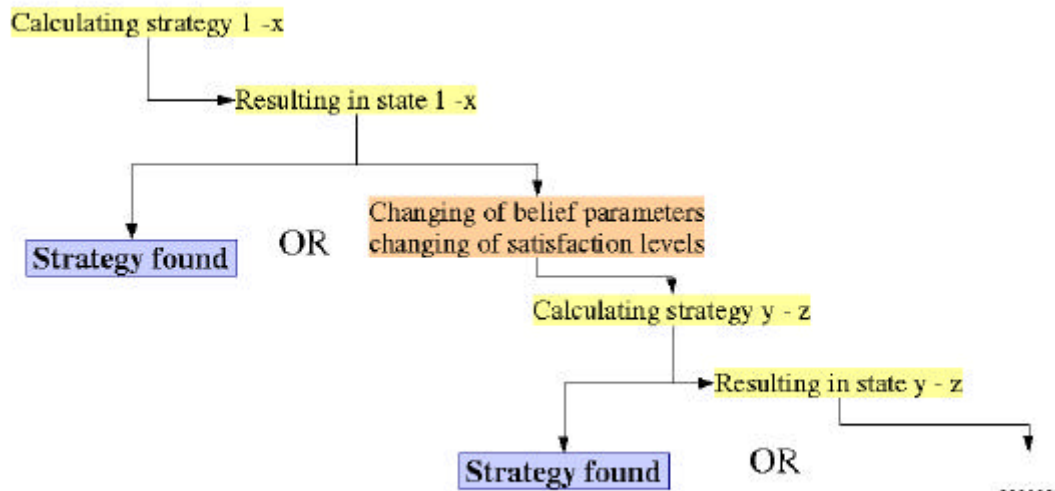 Calculating strategy 1 -x
Resulting in state 1 -x
Changing of belief parameters
changing of satisfaction levels
OR
Strategy found
Calculating strategy y - z
Resulting in state y - z
OR
Strategy found
......